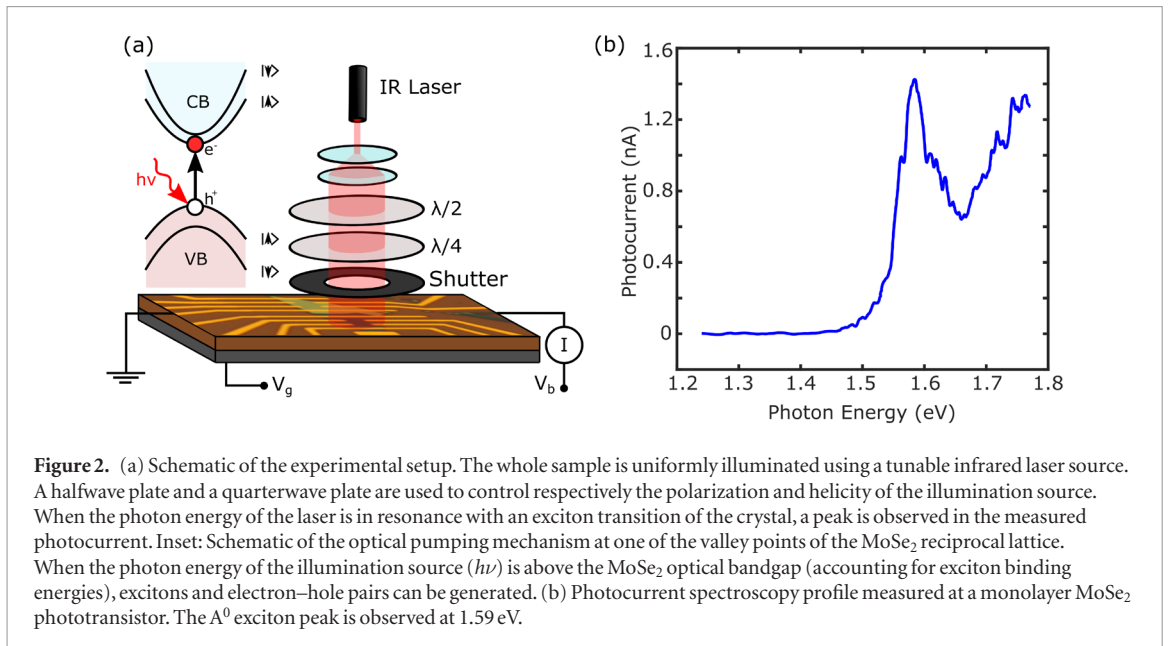 (a)
CB
e-
hν
h+
VB
IR Laser
λ/2
λ/4
Shutter
I
Vg
Vb
(b)
1.6
1.2
0.8
0.4
0
Photocurrent (nA)
1.2 1.3 1.4 1.5 1.6 1.7 1.8
Photon Energy (eV)
Figure 2. (a) Schematic of the experimental setup. The whole sample is uniformly illuminated using a tunable infrared laser source.
A halfwave plate and a quarterwave plate are used to control respectively the polarization and helicity of the illumination source.
When the photon energy of the laser is in resonance with an exciton transition of the crystal, a peak is observed in the measured
photocurrent. Inset: Schematic of the optical pumping mechanism at one of the valley points of the MoSe₂ reciprocal lattice.
When the photon energy of the illumination source (hν) is above the MoSe₂ optical bandgap (accounting for exciton binding
energies), excitons and electron–hole pairs can be generated. (b) Photocurrent spectroscopy profile measured at a monolayer MoSe₂
phototransistor. The A⁰ exciton peak is observed at 1.59 eV.